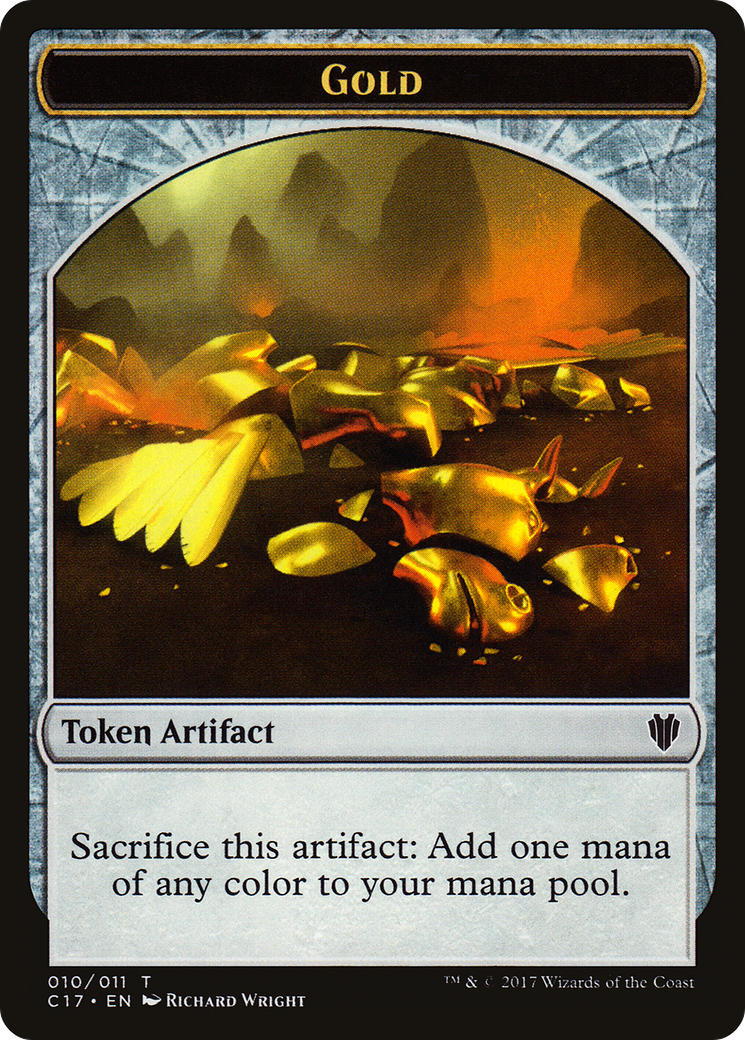 Gold
Token Artifact
Sacrifice this artifact: Add one mana
of any color to your mana pool.
010/011 T
™ & © 2017 Wizards of the Coast
C17 • EN Richard Wright